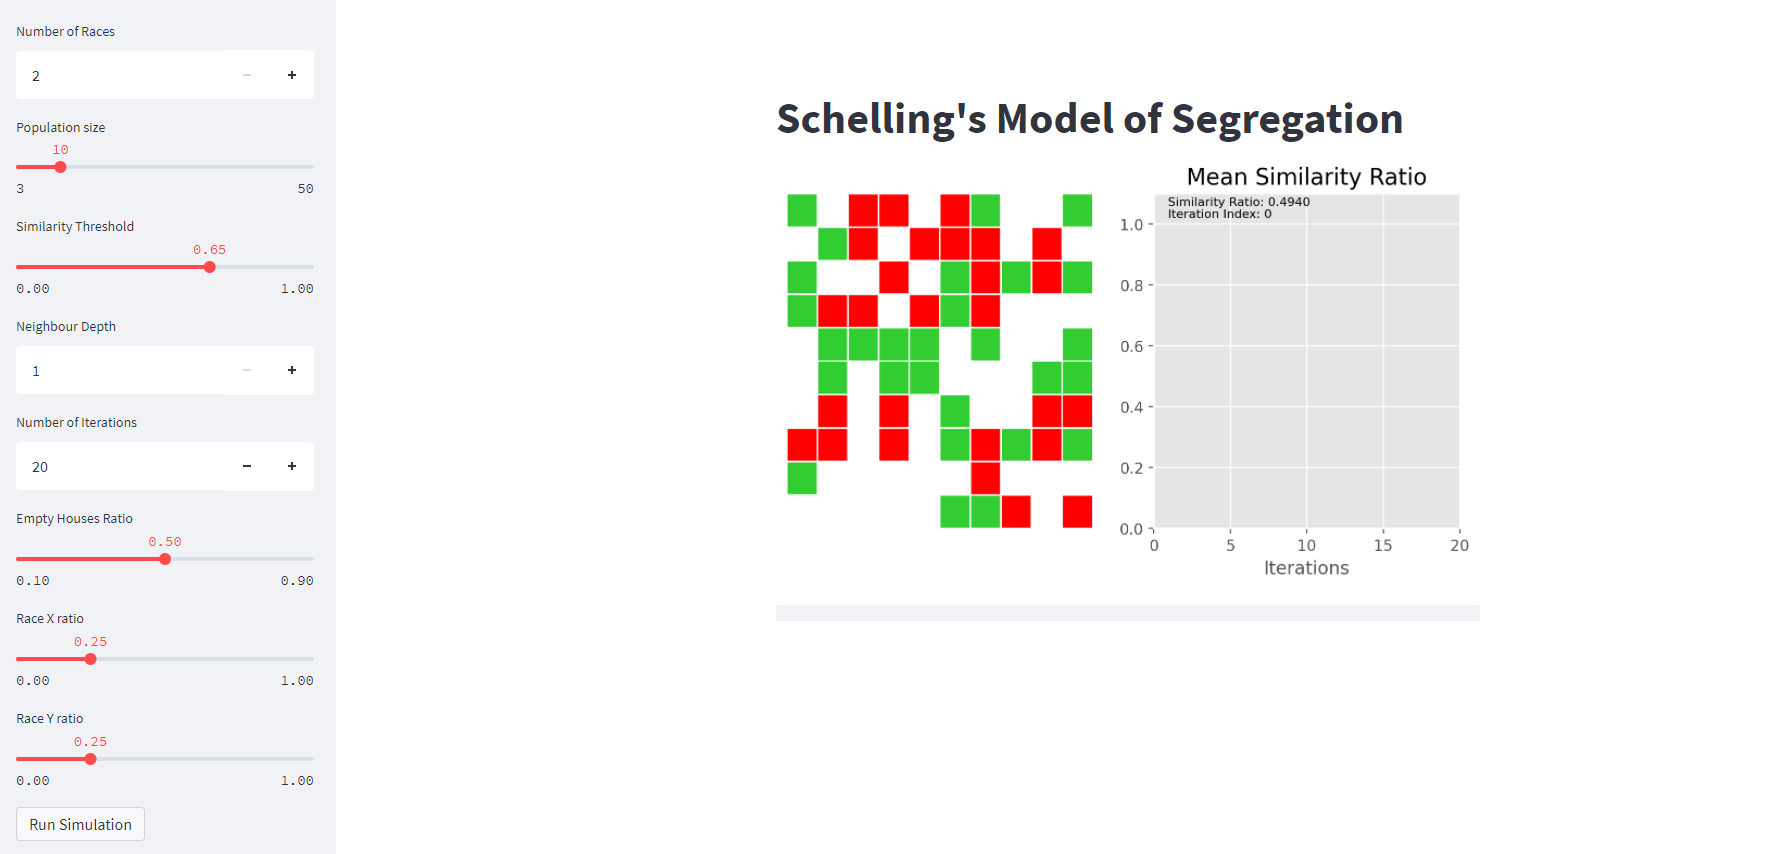 Number of Races
2
Population size
10
3 50
Similarity Threshold
0.65
0.00 1.00
Neighbour Depth
1
Number of Iterations
20
Empty Houses Ratio
0.50
0.10 0.90
Race X ratio
0.25
0.00 1.00
Race Y ratio
0.25
0.00 1.00
Run Simulation
Schelling's Model of Segregation
Mean Similarity Ratio
Similarity Ratio: 0.4940
Iteration Index: 0
1.0
0.8
0.6
0.4
0.2
0.0
0 5 10 15 20
Iterations